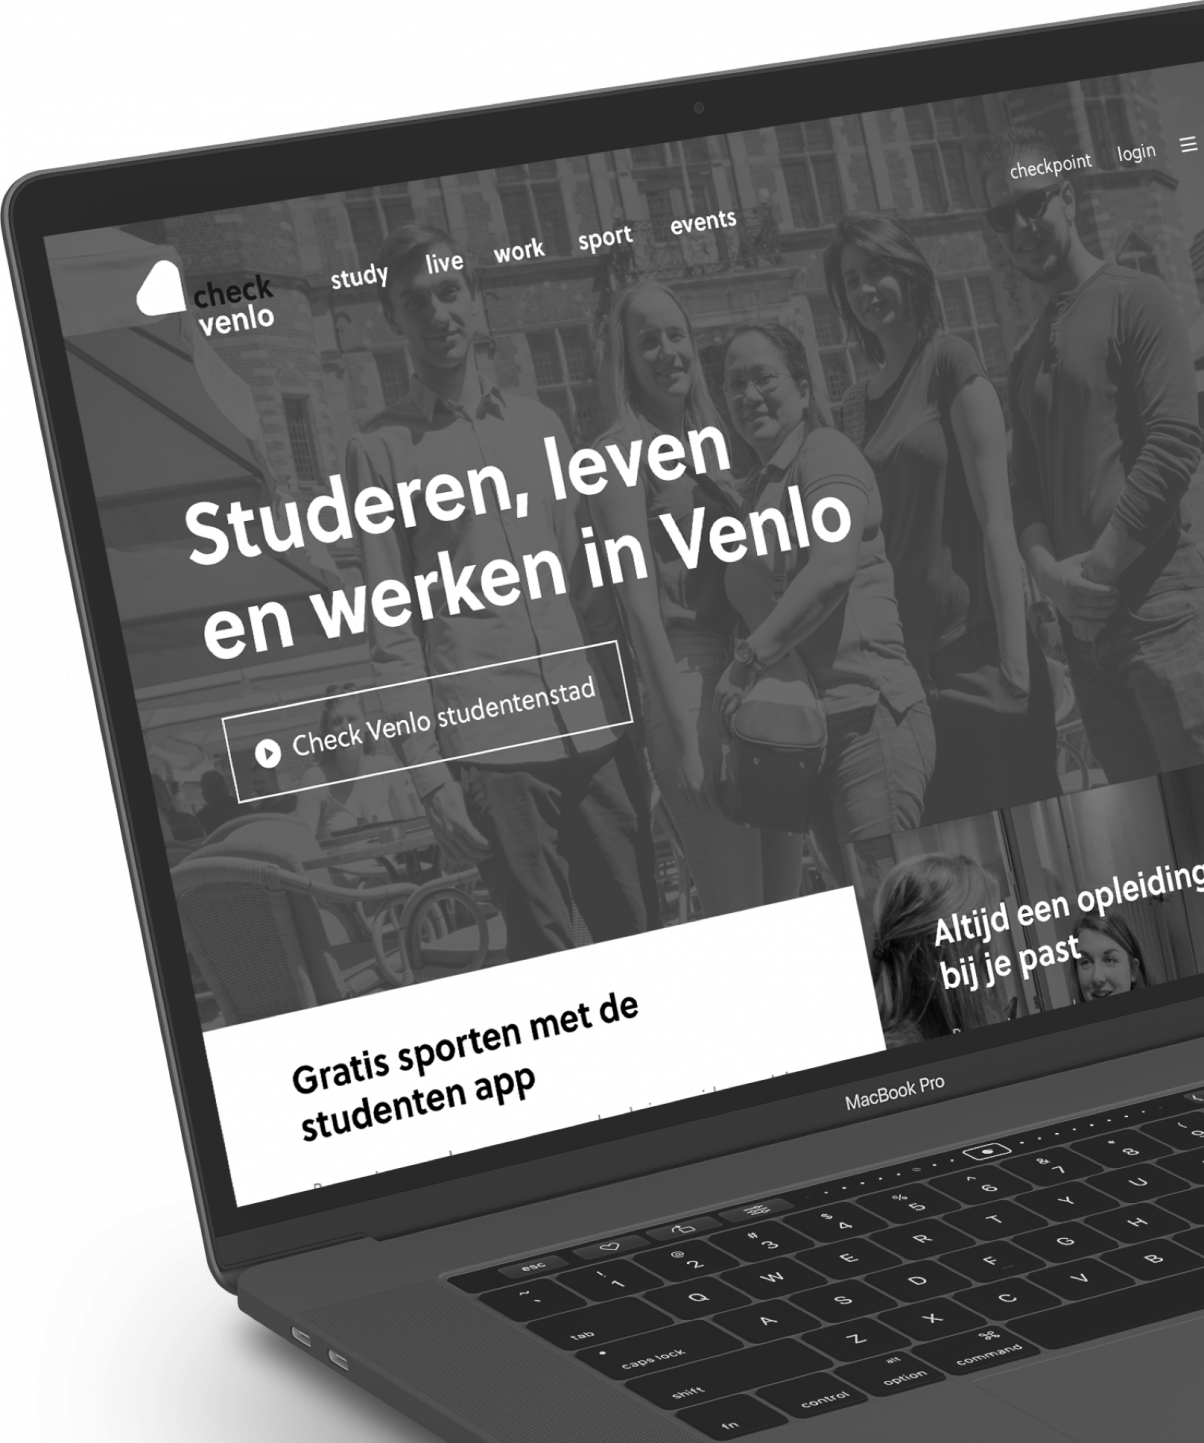 checkpoint login
study live work sport events
check
venlo
Studeren, leven
en werken in Venlo
Check Venlo studentenstad
Altijd een opleiding
bij je past
Gratis sporten met de
studenten app
MacBook Pro
esc
~ ! 1 @ 2 # 3 $ 4 % 5 ^ 6 & 7 * 8 ( 9
tab Q W E R T Y U
caps lock A S D F G H
shift Z X C V B
fn control alt option ⌘ command